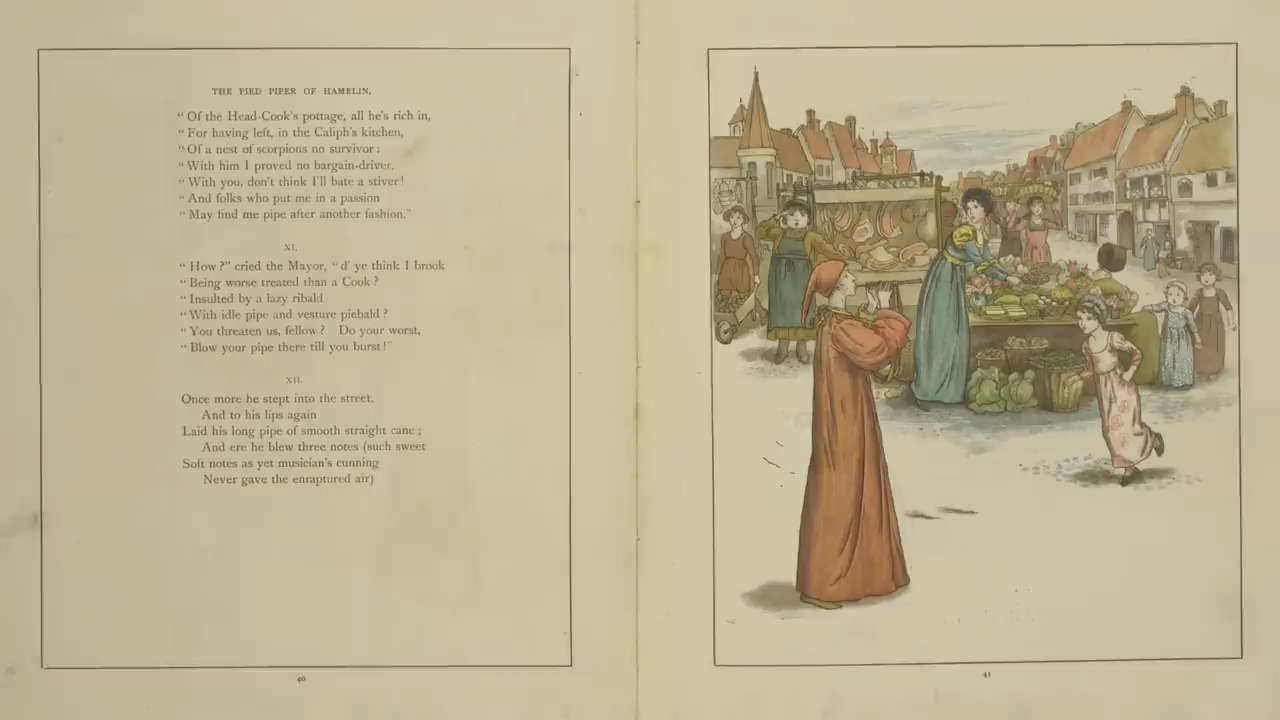 THE PIED PIPER OF HAMELIN.
“ Of the Head-Cook's pottage, all he's rich in,
“ For having left, in the Caliph's kitchen,
“ Of a nest of scorpions no survivor :
“ With him I proved no bargain-driver,
“ With you, don't think I'll bate a stiver!
“ And folks who put me in a passion
“ May find me pipe after another fashion.”
XI.
“ How ?” cried the Mayor, “d' ye think I brook
“ Being worse treated than a Cook ?
“ Insulted by a lazy ribald
“ With idle pipe and vesture piebald ?
“ You threaten us, fellow ? Do your worst,
“ Blow your pipe there till you burst!”
XII.
Once more he stept into the street,
And to his lips again
Laid his long pipe of smooth straight cane ;
And ere he blew three notes (such sweet
Soft notes as yet musician's cunning
Never gave the enraptured air)
40
41